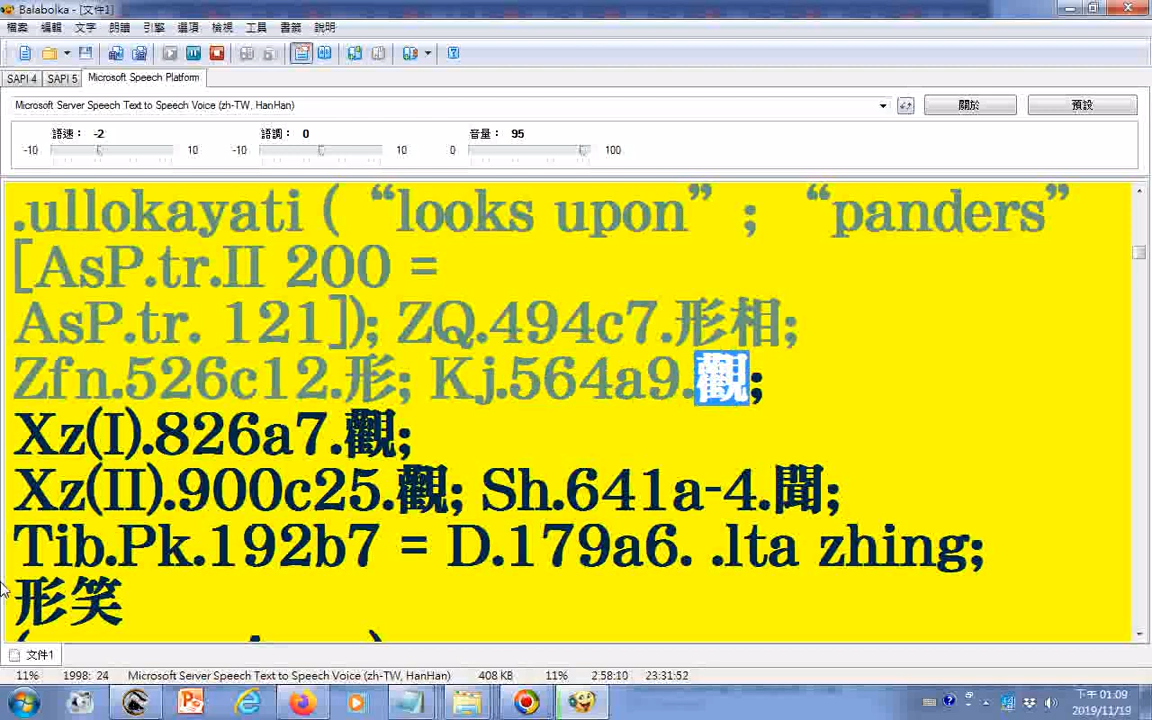 Balabolka - [文件1]
檔案 編輯 文字 朗讀 引擎 選項 檢視 工具 書籤 說明
SAPI 4 SAPI 5 Microsoft Speech Platform
Microsoft Server Speech Text to Speech Voice (zh-TW, HanHan) 關於 預設
語速： -2 語調： 0 音量： 95
-10 10 -10 10 0 100
.ullokayati (“looks upon”; “panders”
[AsP.tr.II 200 =
AsP.tr. 121]); ZQ.494c7.形相;
Zfn.526c12.形; Kj.564a9.觀;
Xz(I).826a7.觀;
Xz(II).900c25.觀; Sh.641a-4.聞;
Tib.Pk.192b7 = D.179a6. .lta zhing;
形笑
文件1
11% 1998: 24 Microsoft Server Speech Text to Speech Voice (zh-TW, HanHan) 408 KB 11% 2:58:10 23:31:52
下午 01:09
2019/11/19